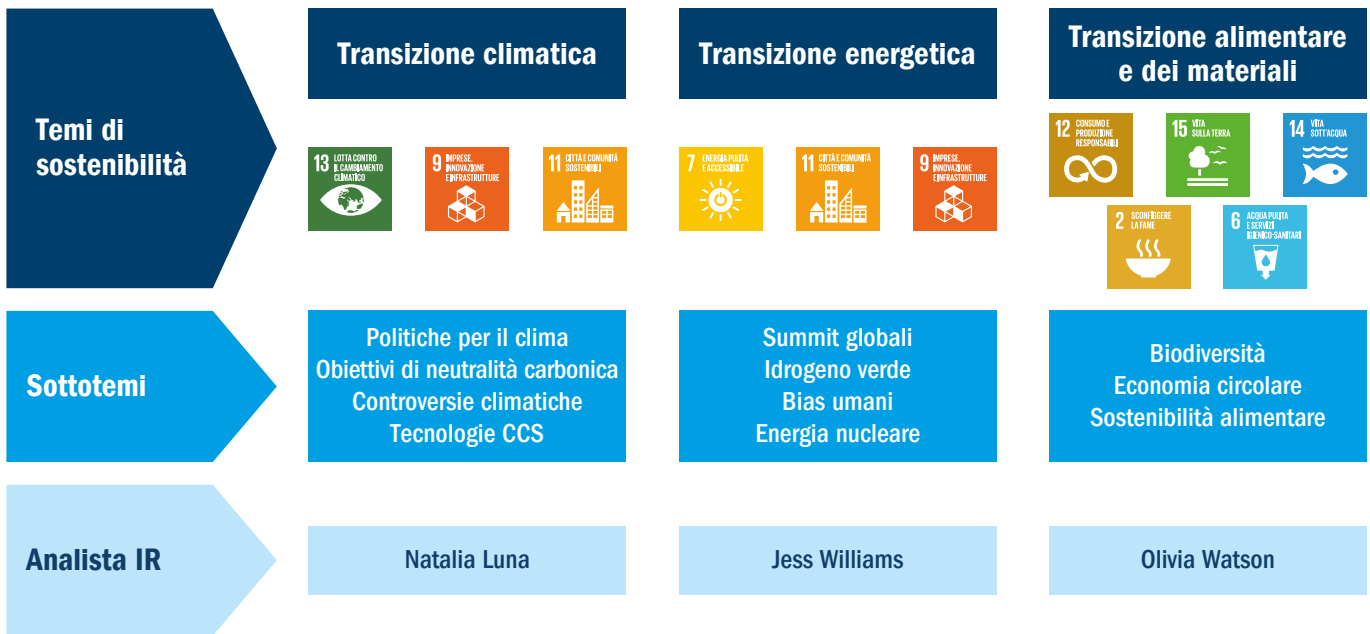 Temi di
sostenibilità
Transizione climatica
13 LOTTA CONTRO
IL CAMBIAMENTO
CLIMATICO
9 IMPRESE,
INNOVAZIONE
E INFRASTRUTTURE
11 CITTÀ E COMUNITÀ
SOSTENIBILI
Transizione energetica
7 ENERGIA PULITA
E ACCESSIBILE
11 CITTÀ E COMUNITÀ
SOSTENIBILI
9 IMPRESE,
INNOVAZIONE
E INFRASTRUTTURE
Transizione alimentare
e dei materiali
12 CONSUMO E
PRODUZIONE
RESPONSABILI
15 VITA
SULLA TERRA
14 VITA
SOTT'ACQUA
2 SCONFIGGERE
LA FAME
6 ACQUA PULITA
E SERVIZI
IGIENICO-SANITARI
Sottotemi
Politiche per il clima
Obiettivi di neutralità carbonica
Controversie climatiche
Tecnologie CCS
Summit globali
Idrogeno verde
Bias umani
Energia nucleare
Biodiversità
Economia circolare
Sostenibilità alimentare
Analista IR
Natalia Luna
Jess Williams
Olivia Watson